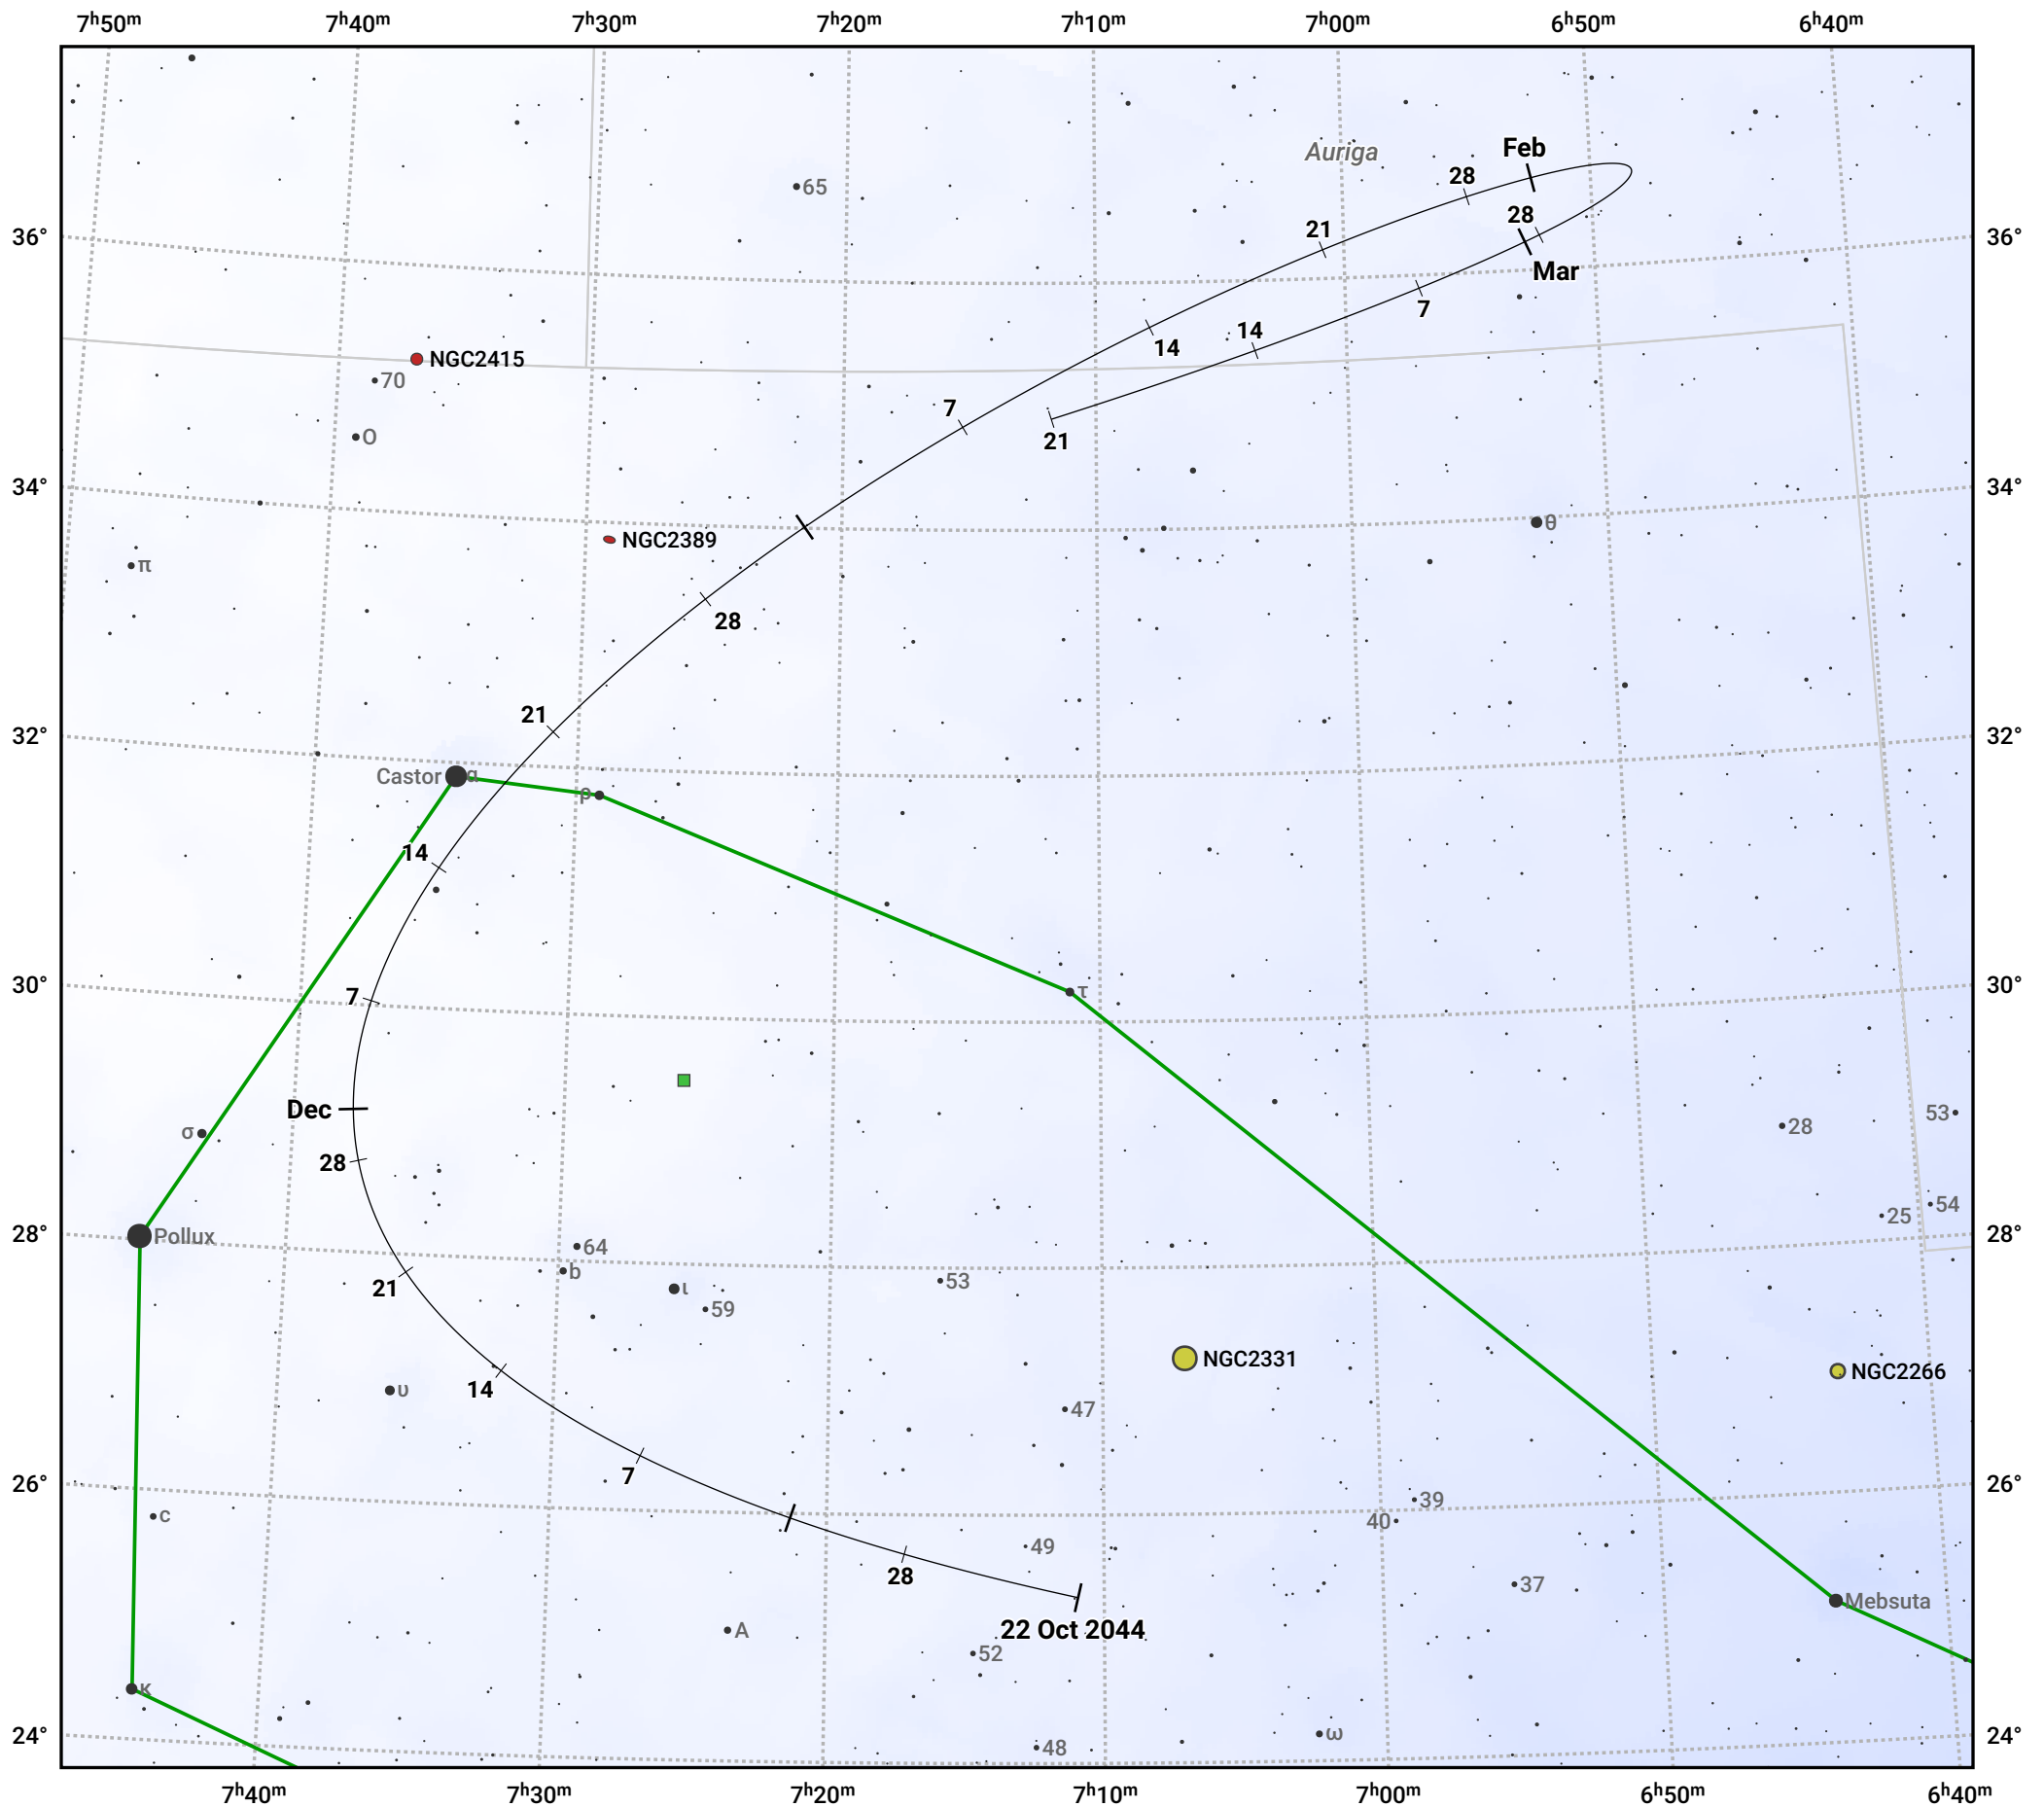 7ʰ50ᵐ 7ʰ40ᵐ 7ʰ30ᵐ 7ʰ20ᵐ 7ʰ10ᵐ 7ʰ00ᵐ 6ʰ50ᵐ 6ʰ40ᵐ
Auriga
Feb
28
65
28
21
36° 36°
Mar
7
14
14
NGC2415
70
7
O
21
34° 34°
θ
NGC2389
π
28
21
32° 32°
Castor α
ρ
14
30° 30°
τ
7
Dec
53
28
σ
28
54
25
28° 28°
Pollux
64
b
53
21
ι
59
NGC2331
NGC2266
υ
14
47
7
26° 26°
39
c
40
49
28
37
Mebsuta
22 Oct 2044
A
52
κ
ω
24° 24°
48
7ʰ40ᵐ 7ʰ30ᵐ 7ʰ20ᵐ 7ʰ10ᵐ 7ʰ00ᵐ 6ʰ50ᵐ 6ʰ40ᵐ